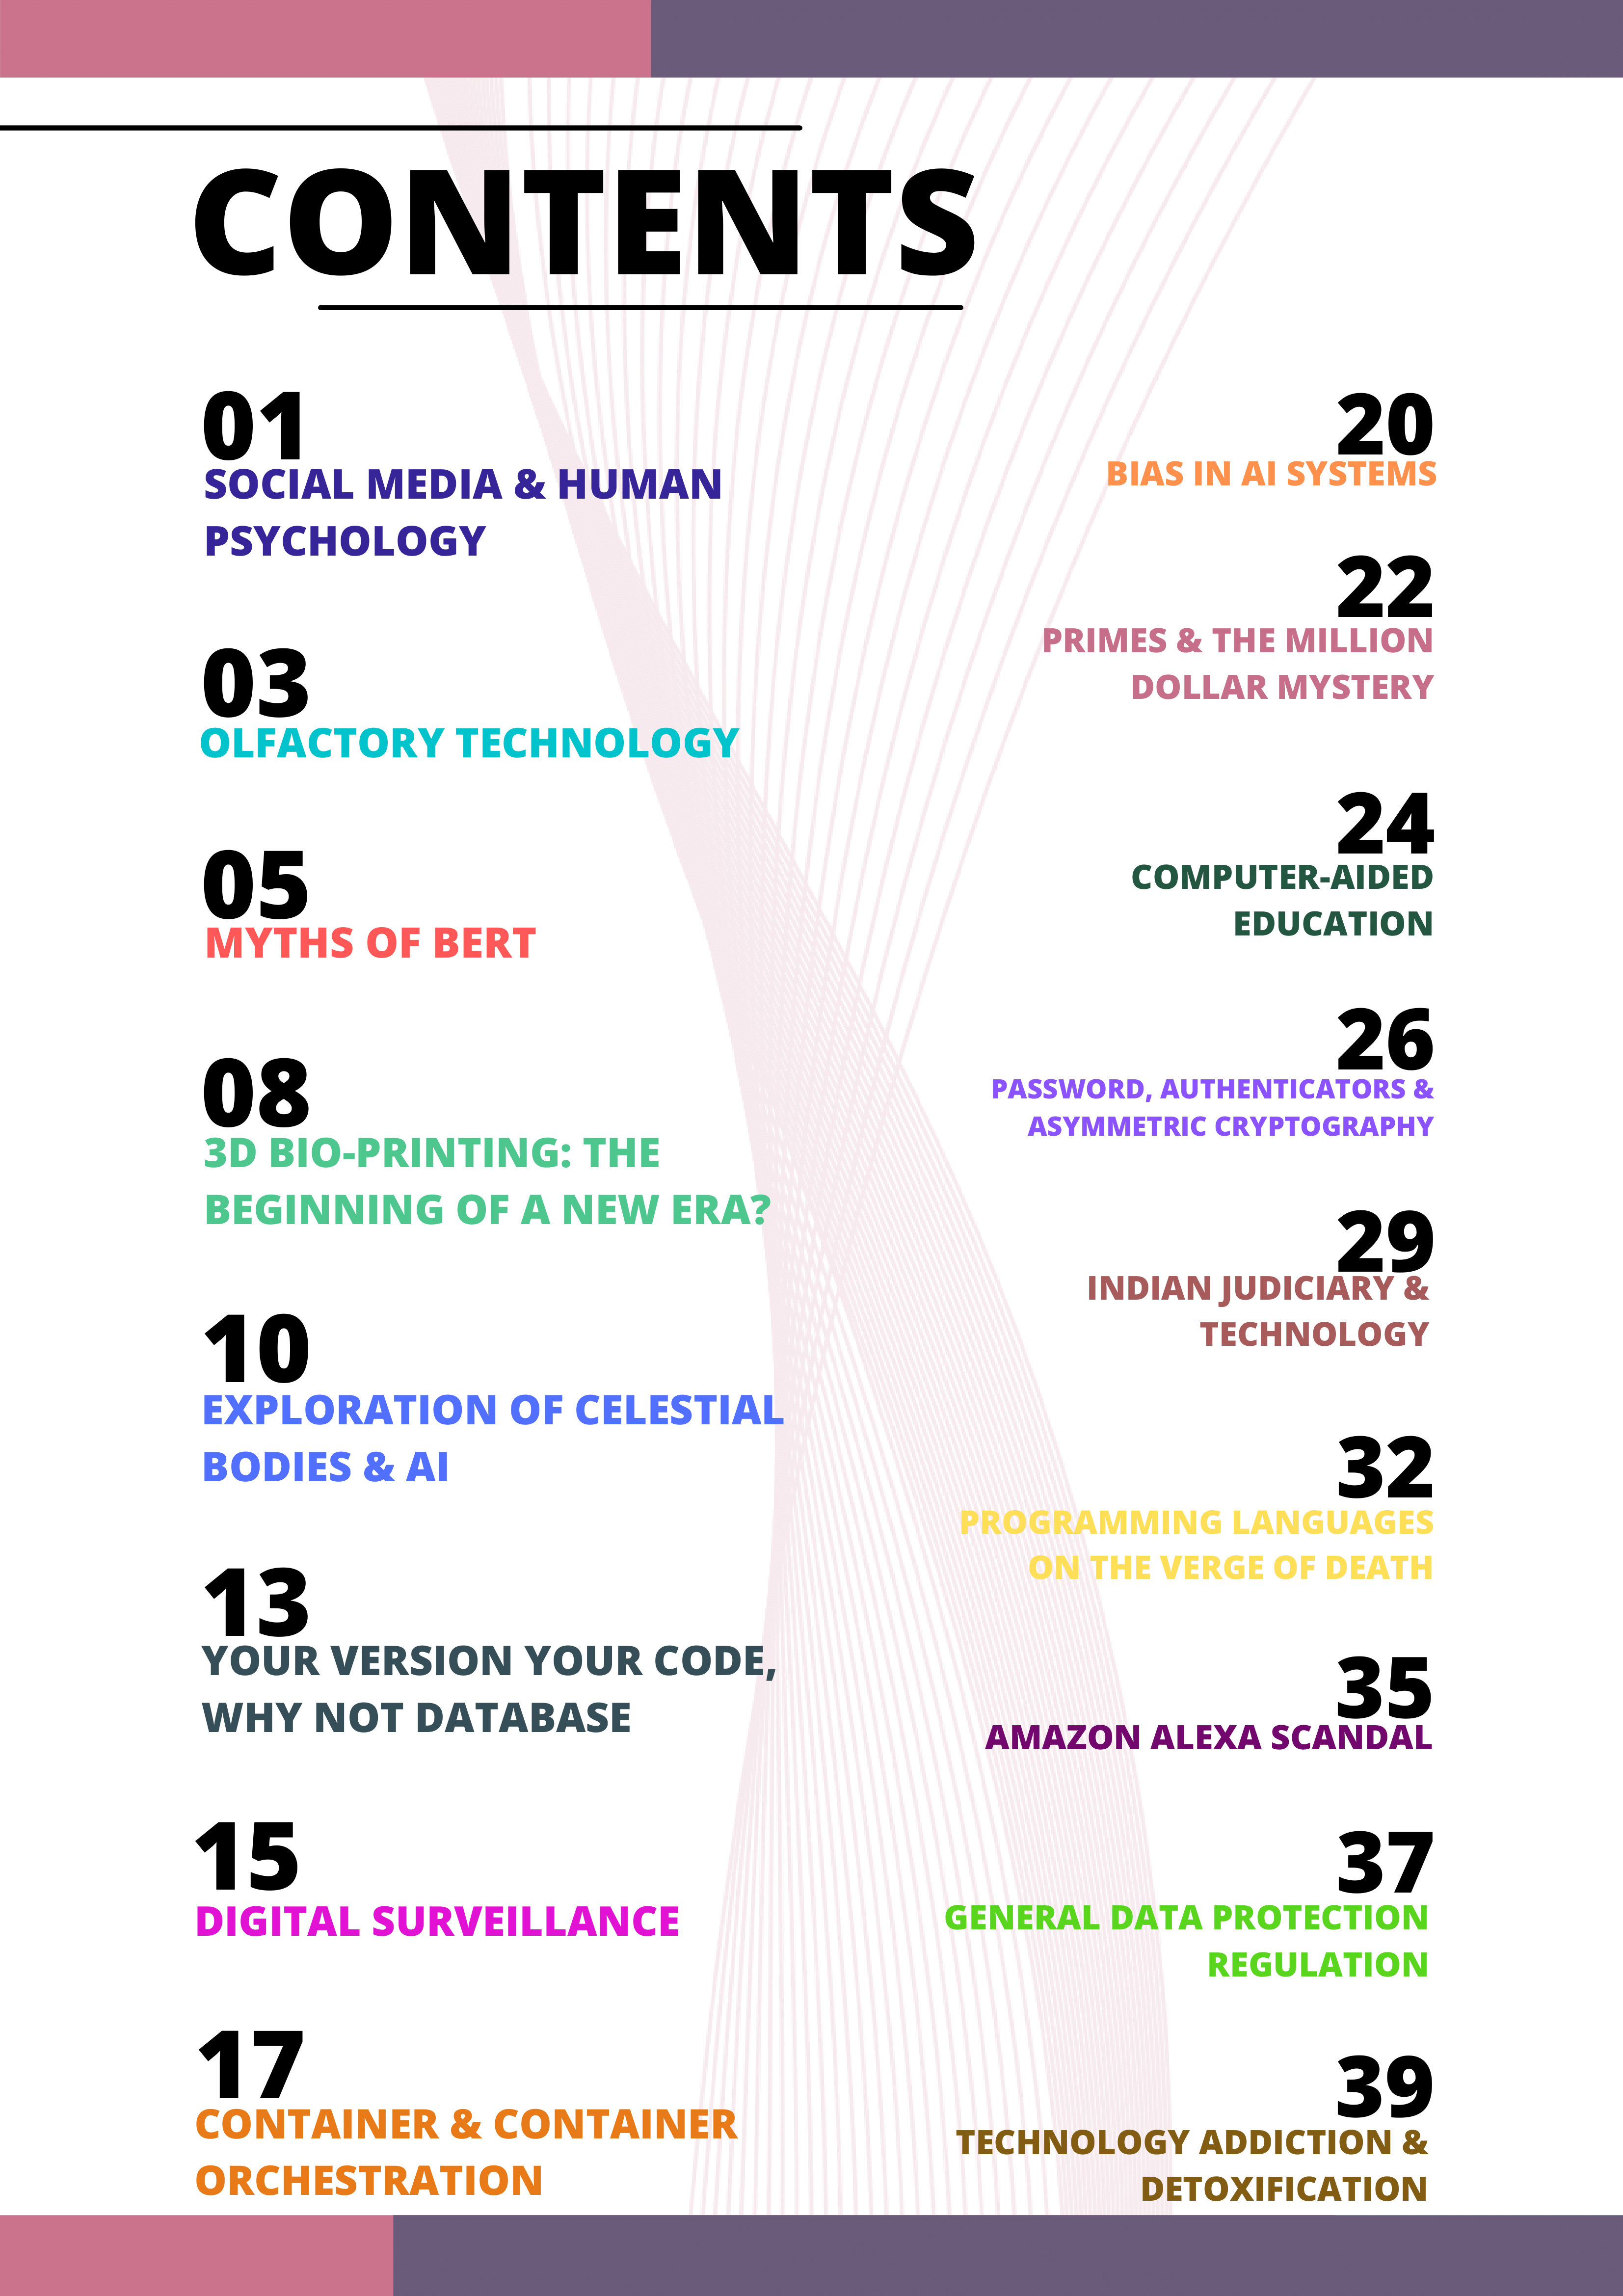 CONTENTS
01
SOCIAL MEDIA & HUMAN
PSYCHOLOGY
03
OLFACTORY TECHNOLOGY
05
MYTHS OF BERT
08
3D BIO-PRINTING: THE
BEGINNING OF A NEW ERA?
10
EXPLORATION OF CELESTIAL
BODIES & AI
13
YOUR VERSION YOUR CODE,
WHY NOT DATABASE
15
DIGITAL SURVEILLANCE
17
CONTAINER & CONTAINER
ORCHESTRATION
20
BIAS IN AI SYSTEMS
22
PRIMES & THE MILLION
DOLLAR MYSTERY
24
COMPUTER-AIDED
EDUCATION
26
PASSWORD, AUTHENTICATORS &
ASYMMETRIC CRYPTOGRAPHY
29
INDIAN JUDICIARY &
TECHNOLOGY
32
PROGRAMMING LANGUAGES
ON THE VERGE OF DEATH
35
AMAZON ALEXA SCANDAL
37
GENERAL DATA PROTECTION
REGULATION
39
TECHNOLOGY ADDICTION &
DETOXIFICATION